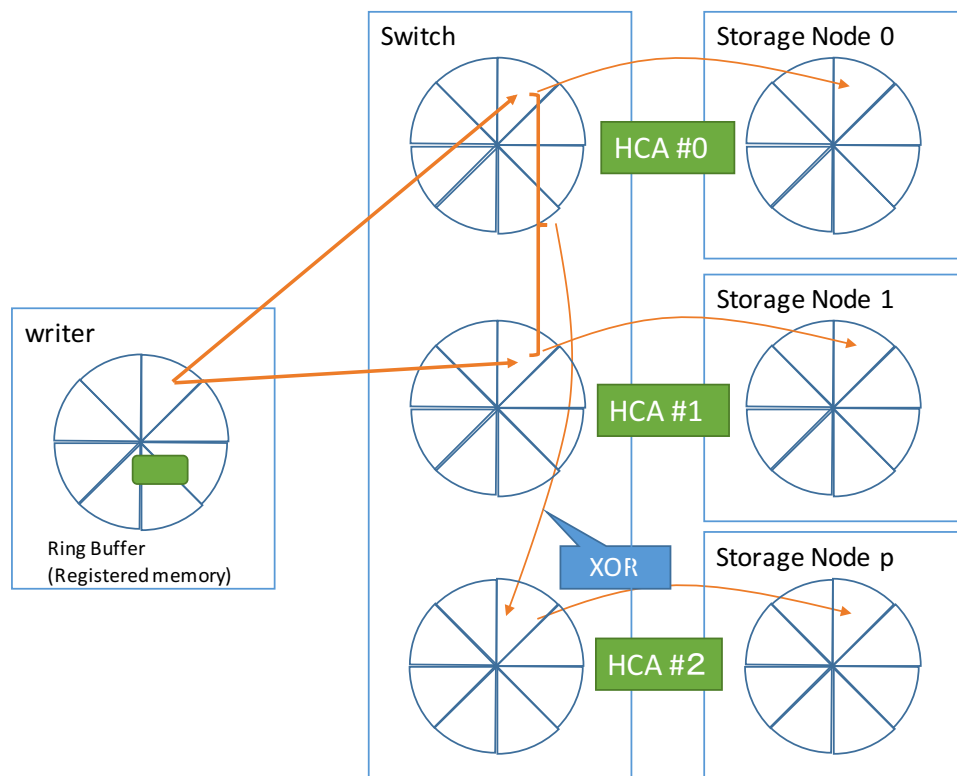 Switch
Storage Node 0
HCA #0
Storage Node 1
writer
HCA #1
Ring Buffer
(Registered memory)
XOR
Storage Node p
HCA #２